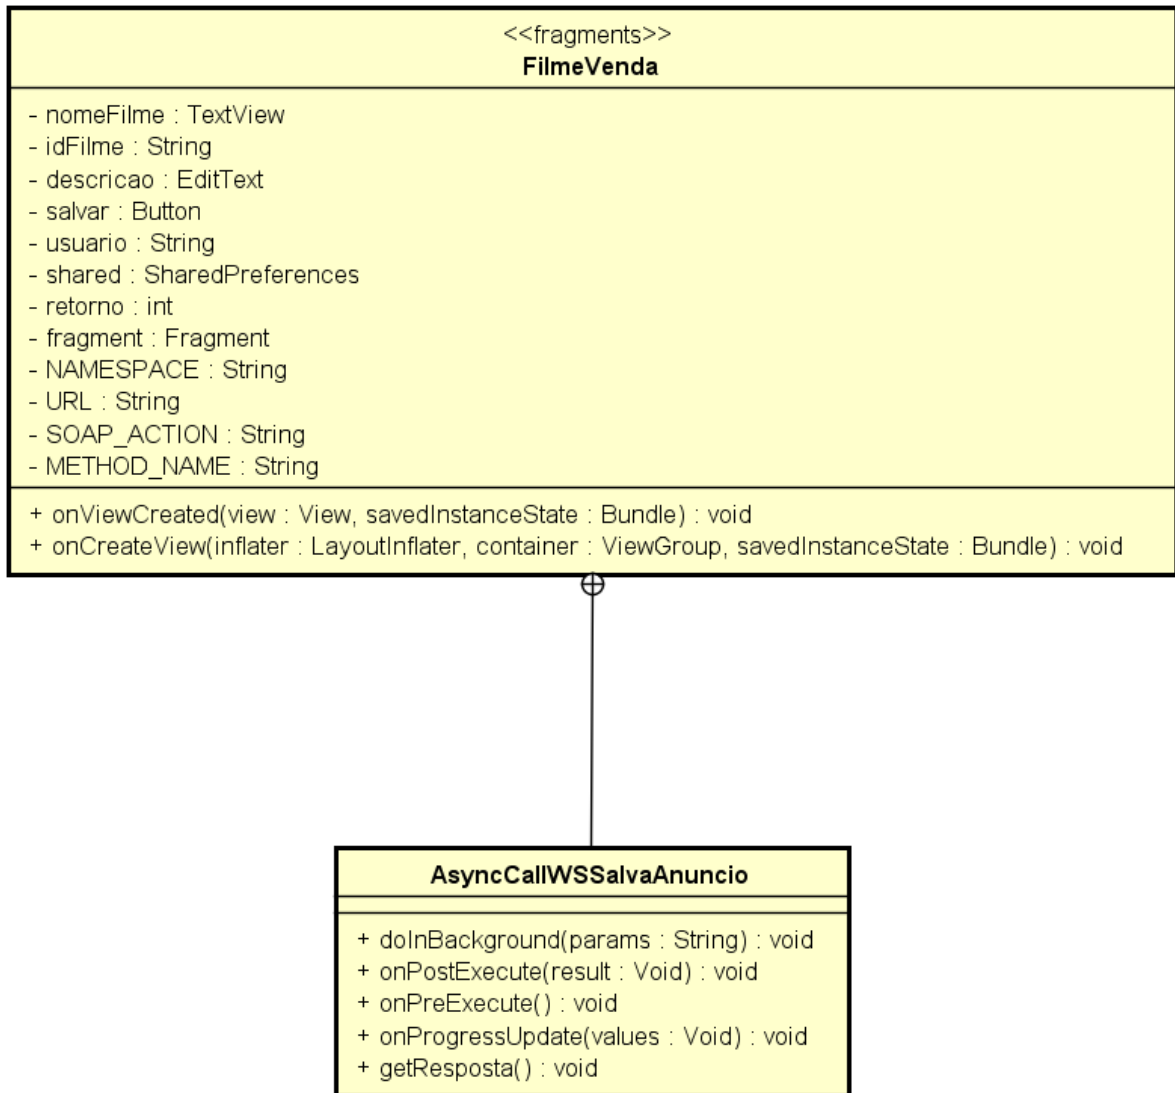 <<fragments>>
FilmeVenda
- nomeFilme : TextView
- idFilme : String
- descricao : EditText
- salvar : Button
- usuario : String
- shared : SharedPreferences
- retorno : int
- fragment : Fragment
- NAMESPACE : String
- URL : String
- SOAP_ACTION : String
- METHOD_NAME : String
+ onViewCreated(view : View, savedInstanceState : Bundle) : void
+ onCreateView(inflater : LayoutInflater, container : ViewGroup, savedInstanceState : Bundle) : void
AsyncCallWSSalvaAnuncio
+ doInBackground(params : String) : void
+ onPostExecute(result : Void) : void
+ onPreExecute() : void
+ onProgressUpdate(values : Void) : void
+ getResposta() : void